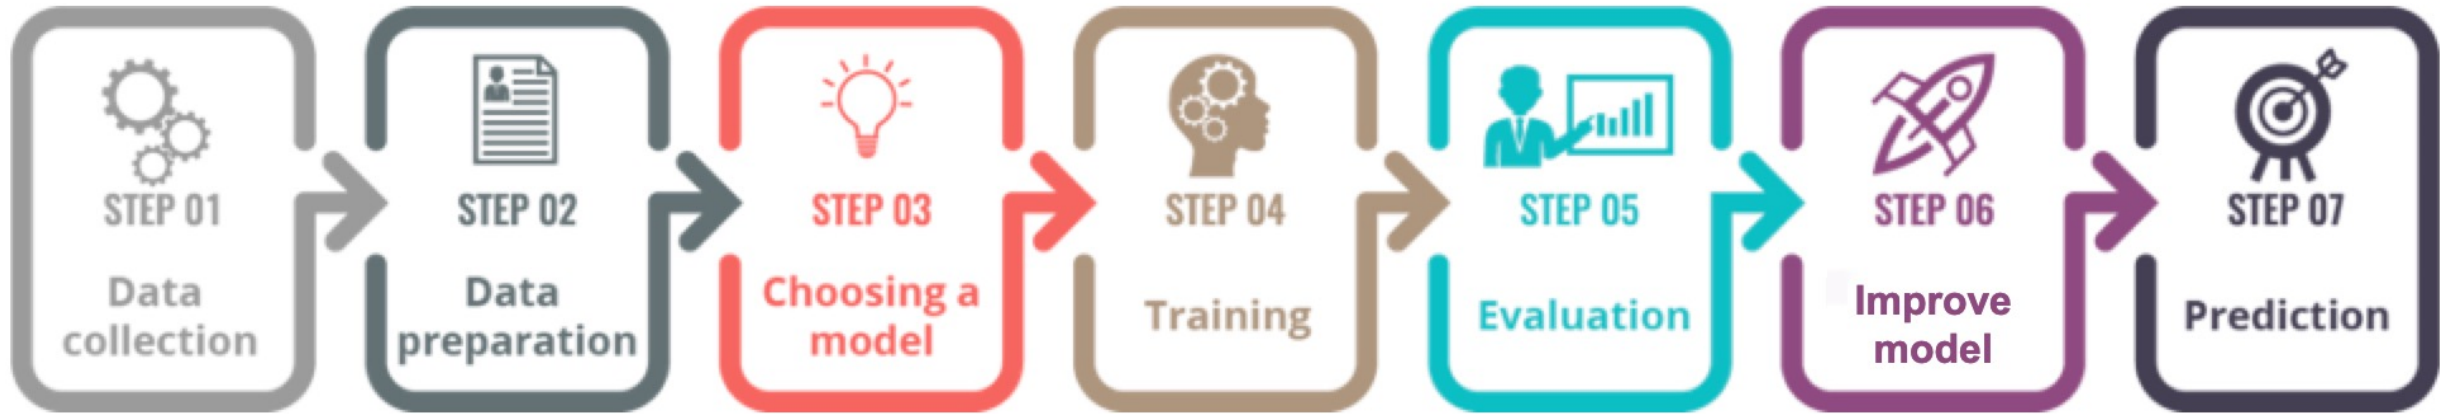 STEP 01
Data
collection
STEP 02
Data
preparation
STEP 03
Choosing a
model
STEP 04
Training
STEP 05
Evaluation
STEP 06
Improve
model
STEP 07
Prediction